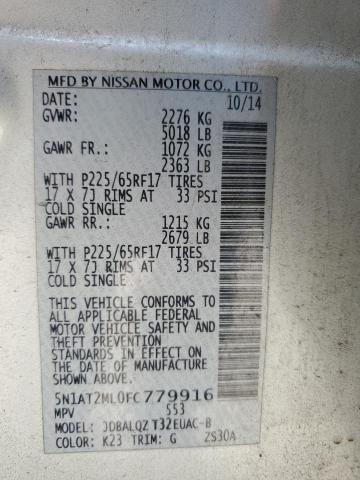 MFD BY NISSAN MOTOR CO., LTD.
DATE: 10/14
GVWR: 2276 KG
5018 LB
GAWR FR.: 1072 KG
2363 LB
WITH P225/65RF17 TIRES
17 X 7J RIMS AT 33 PSI
COLD SINGLE
GAWR RR.: 1215 KG
2679 LB
WITH P225/65RF17 TIRES
17 X 7J RIMS AT 33 PSI
COLD SINGLE
THIS VEHICLE CONFORMS TO
ALL APPLICABLE FEDERAL
MOTOR VEHICLE SAFETY AND
THEFT PREVENTION
STANDARDS IN EFFECT ON
THE DATE OF MANUFACTURE
SHOWN ABOVE.
5N1AT2ML0FC779916
MPV 553
MODEL: JDBALQZ T32EUAC-B
COLOR: K23 TRIM: G ZS30A